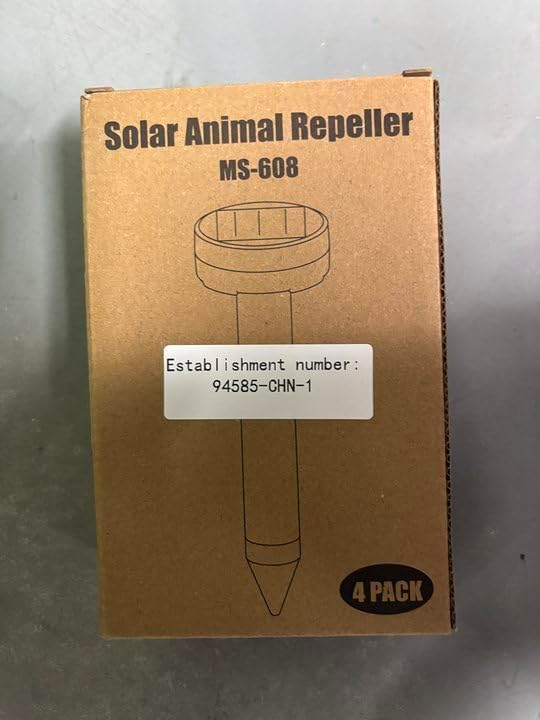 Solar Animal Repeller
MS-608
Establishment number:
94585-CHN-1
4 PACK